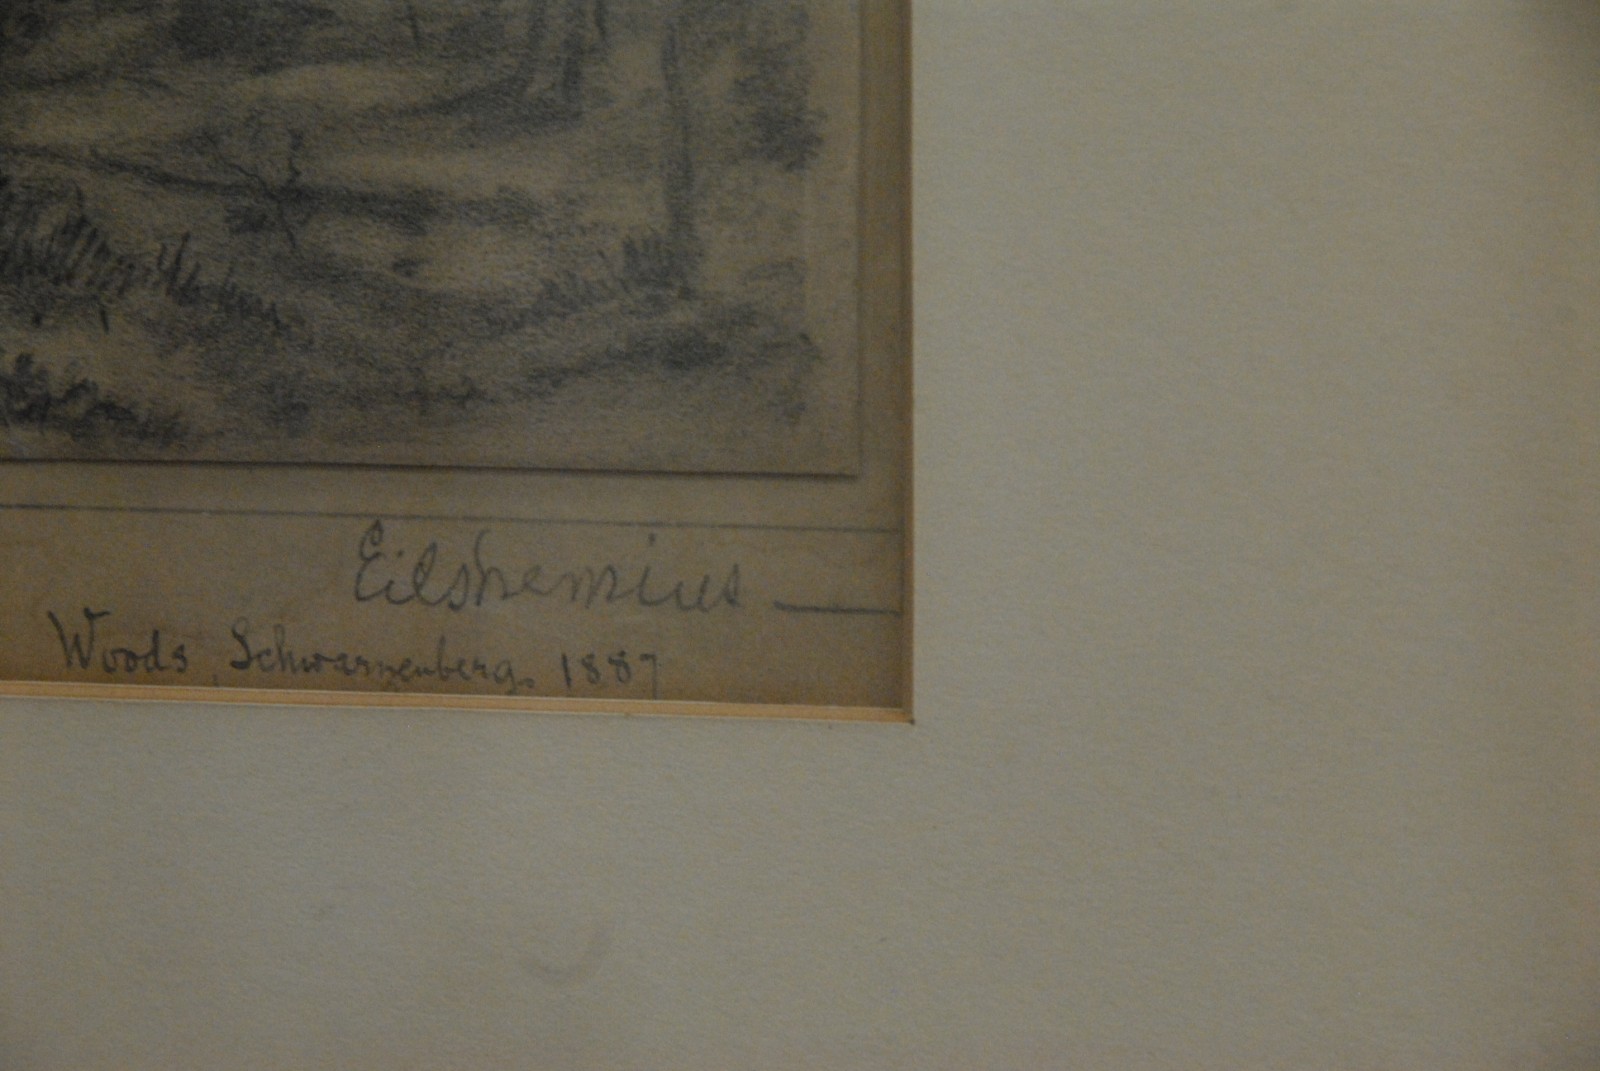 Eilshemius
Woods, Schwarzenberg. 1887